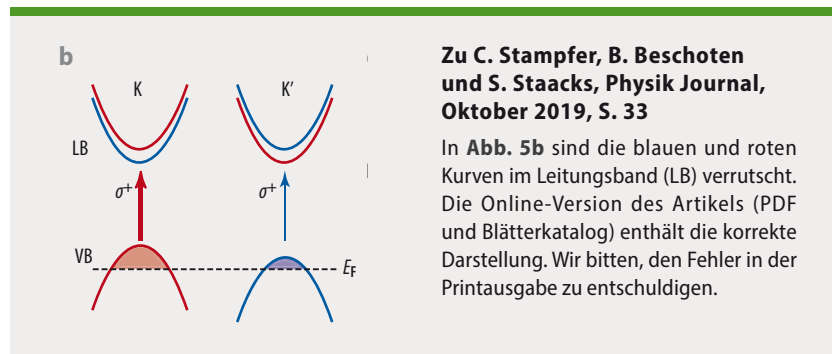 b
K
K′
LB
σ+
σ+
VB
EF
Zu C. Stampfer, B. Beschoten
und S. Staacks, Physik Journal,
Oktober 2019, S. 33
In Abb. 5b sind die blauen und roten
Kurven im Leitungsband (LB) verrutscht.
Die Online-Version des Artikels (PDF
und Blätterkatalog) enthält die korrekte
Darstellung. Wir bitten, den Fehler in der
Printausgabe zu entschuldigen.